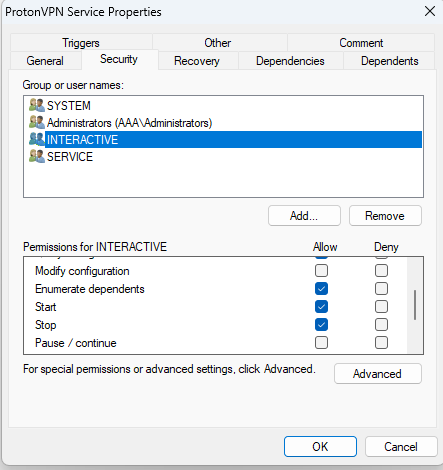 ProtonVPN Service Properties
Triggers Other Comment
General Security Recovery Dependencies Dependents
Group or user names:
SYSTEM
Administrators (AAA\Administrators)
INTERACTIVE
SERVICE
Add... Remove
Permissions for INTERACTIVE Allow Deny
Modify configuration
Enumerate dependents
Start
Stop
Pause / continue
For special permissions or advanced settings, click Advanced. Advanced
OK Cancel